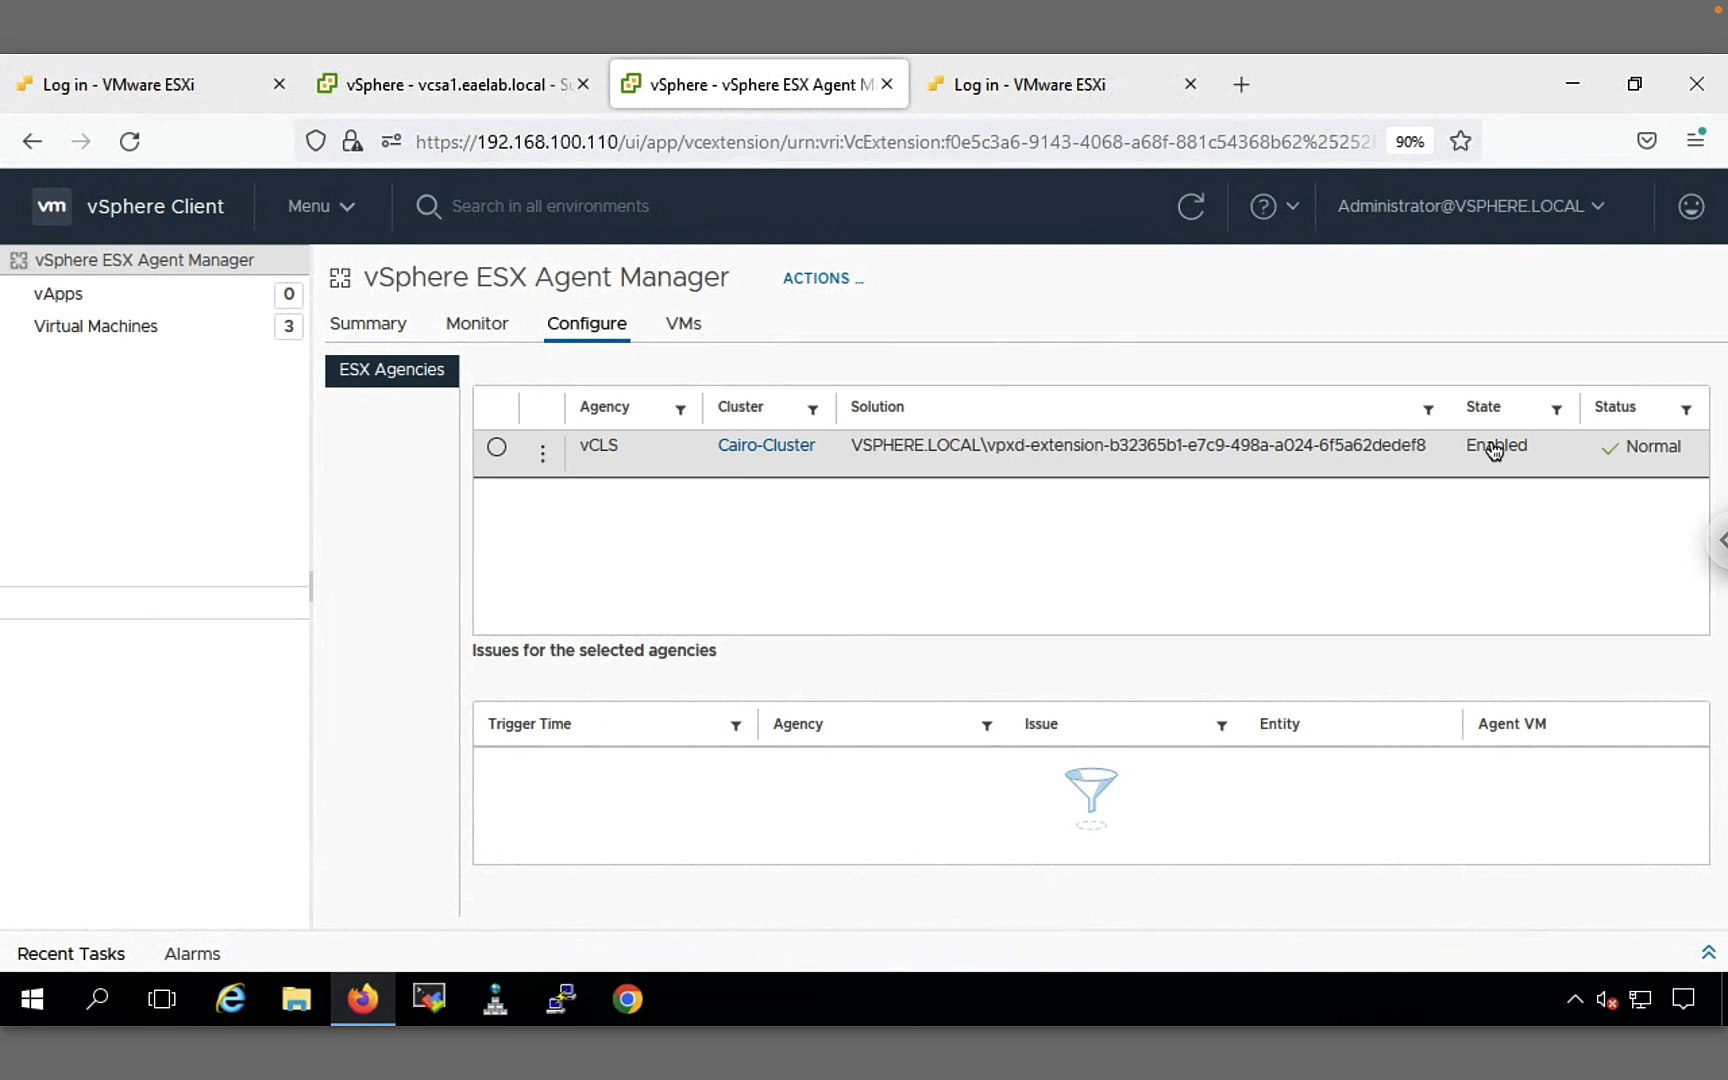 Log in - VMware ESXi
vSphere - vcsa1.eaelab.local - Su
vSphere - vSphere ESX Agent M
Log in - VMware ESXi
https://192.168.100.110/ui/app/vcextension/urn:vri:VcExtension:f0e5c3a6-9143-4068-a68f-881c54368b62%25252
90%
vm vSphere Client
Menu
Search in all environments
Administrator@VSPHERE.LOCAL
vSphere ESX Agent Manager
vApps 0
Virtual Machines 3
vSphere ESX Agent Manager
ACTIONS ...
Summary Monitor Configure VMs
ESX Agencies
Agency Cluster Solution State Status
vCLS Cairo-Cluster VSPHERE.LOCAL\vpxd-extension-b32365b1-e7c9-498a-a024-6f5a62dedef8 Enabled Normal
Issues for the selected agencies
Trigger Time Agency Issue Entity Agent VM
Recent Tasks Alarms